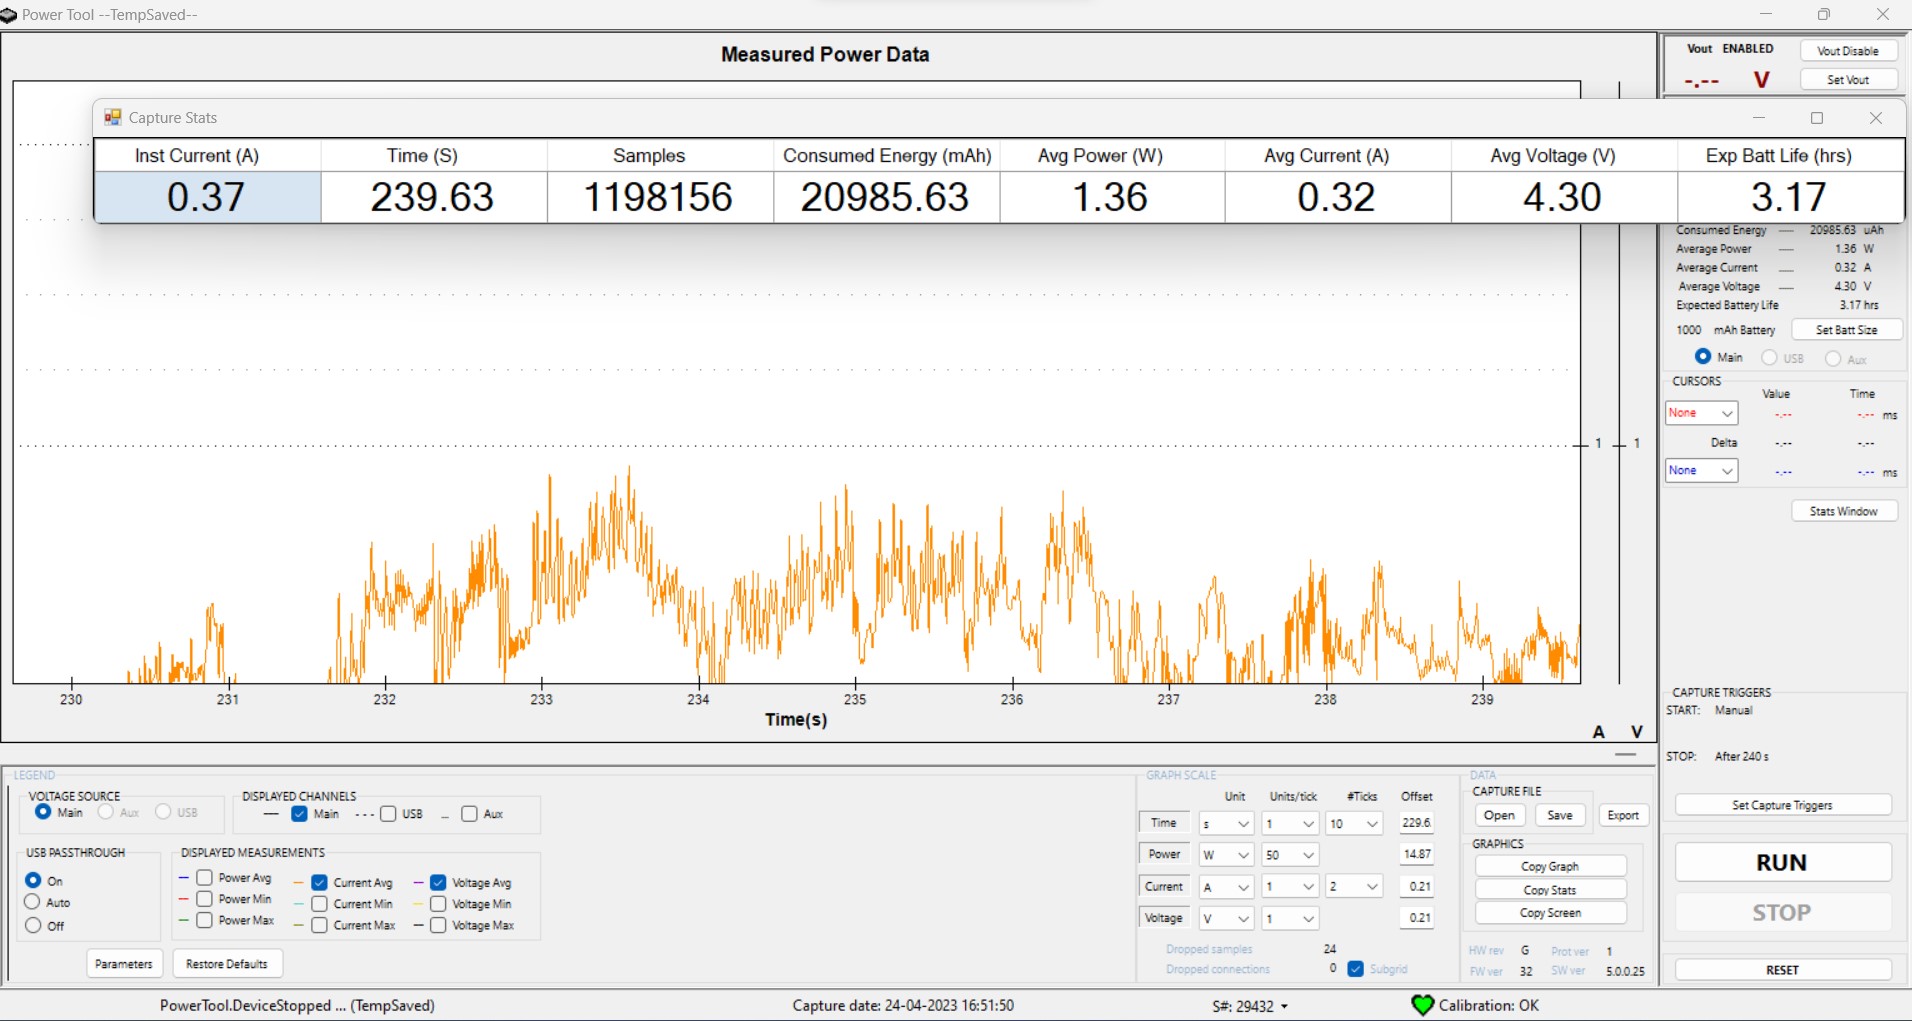 Power Tool --TempSaved--
Measured Power Data
Vout ENABLED
Vout Disable
-.-- V
Set Vout
Capture Stats
Inst Current (A) Time (S) Samples Consumed Energy (mAh) Avg Power (W) Avg Current (A) Avg Voltage (V) Exp Batt Life (hrs)
0.37 239.63 1198156 20985.63 1.36 0.32 4.30 3.17
Consumed Energy 20985.63 uAh
Average Power 1.36 W
Average Current 0.32 A
Average Voltage 4.30 V
Expected Battery Life 3.17 hrs
1000 mAh Battery Set Batt Size
Main USB Aux
CURSORS
Value Time
None -.-- -.-- ms
Delta -.-- -.--
None -.-- -.-- ms
Stats Window
1 1
230 231 232 233 234 235 236 237 238 239
Time(s)
A V
CAPTURE TRIGGERS
START: Manual
STOP: After 240 s
Set Capture Triggers
RUN
STOP
RESET
LEGEND
VOLTAGE SOURCE
Main Aux USB
DISPLAYED CHANNELS
Main USB Aux
USB PASSTHROUGH
On
Auto
Off
DISPLAYED MEASUREMENTS
Power Avg Current Avg Voltage Avg
Power Min Current Min Voltage Min
Power Max Current Max Voltage Max
Parameters Restore Defaults
GRAPH SCALE
Unit Units/tick #Ticks Offset
Time s 1 10 229.6
Power W 50 14.87
Current A 1 2 0.21
Voltage V 1 0.21
Dropped samples 24
Dropped connections 0 Subgrid
DATA
CAPTURE FILE
Open Save Export
GRAPHICS
Copy Graph
Copy Stats
Copy Screen
HW rev G Prot ver 1
FW ver 32 SW ver 5.0.0.25
PowerTool.DeviceStopped ... (TempSaved) Capture date: 24-04-2023 16:51:50 S#: 29432 Calibration: OK